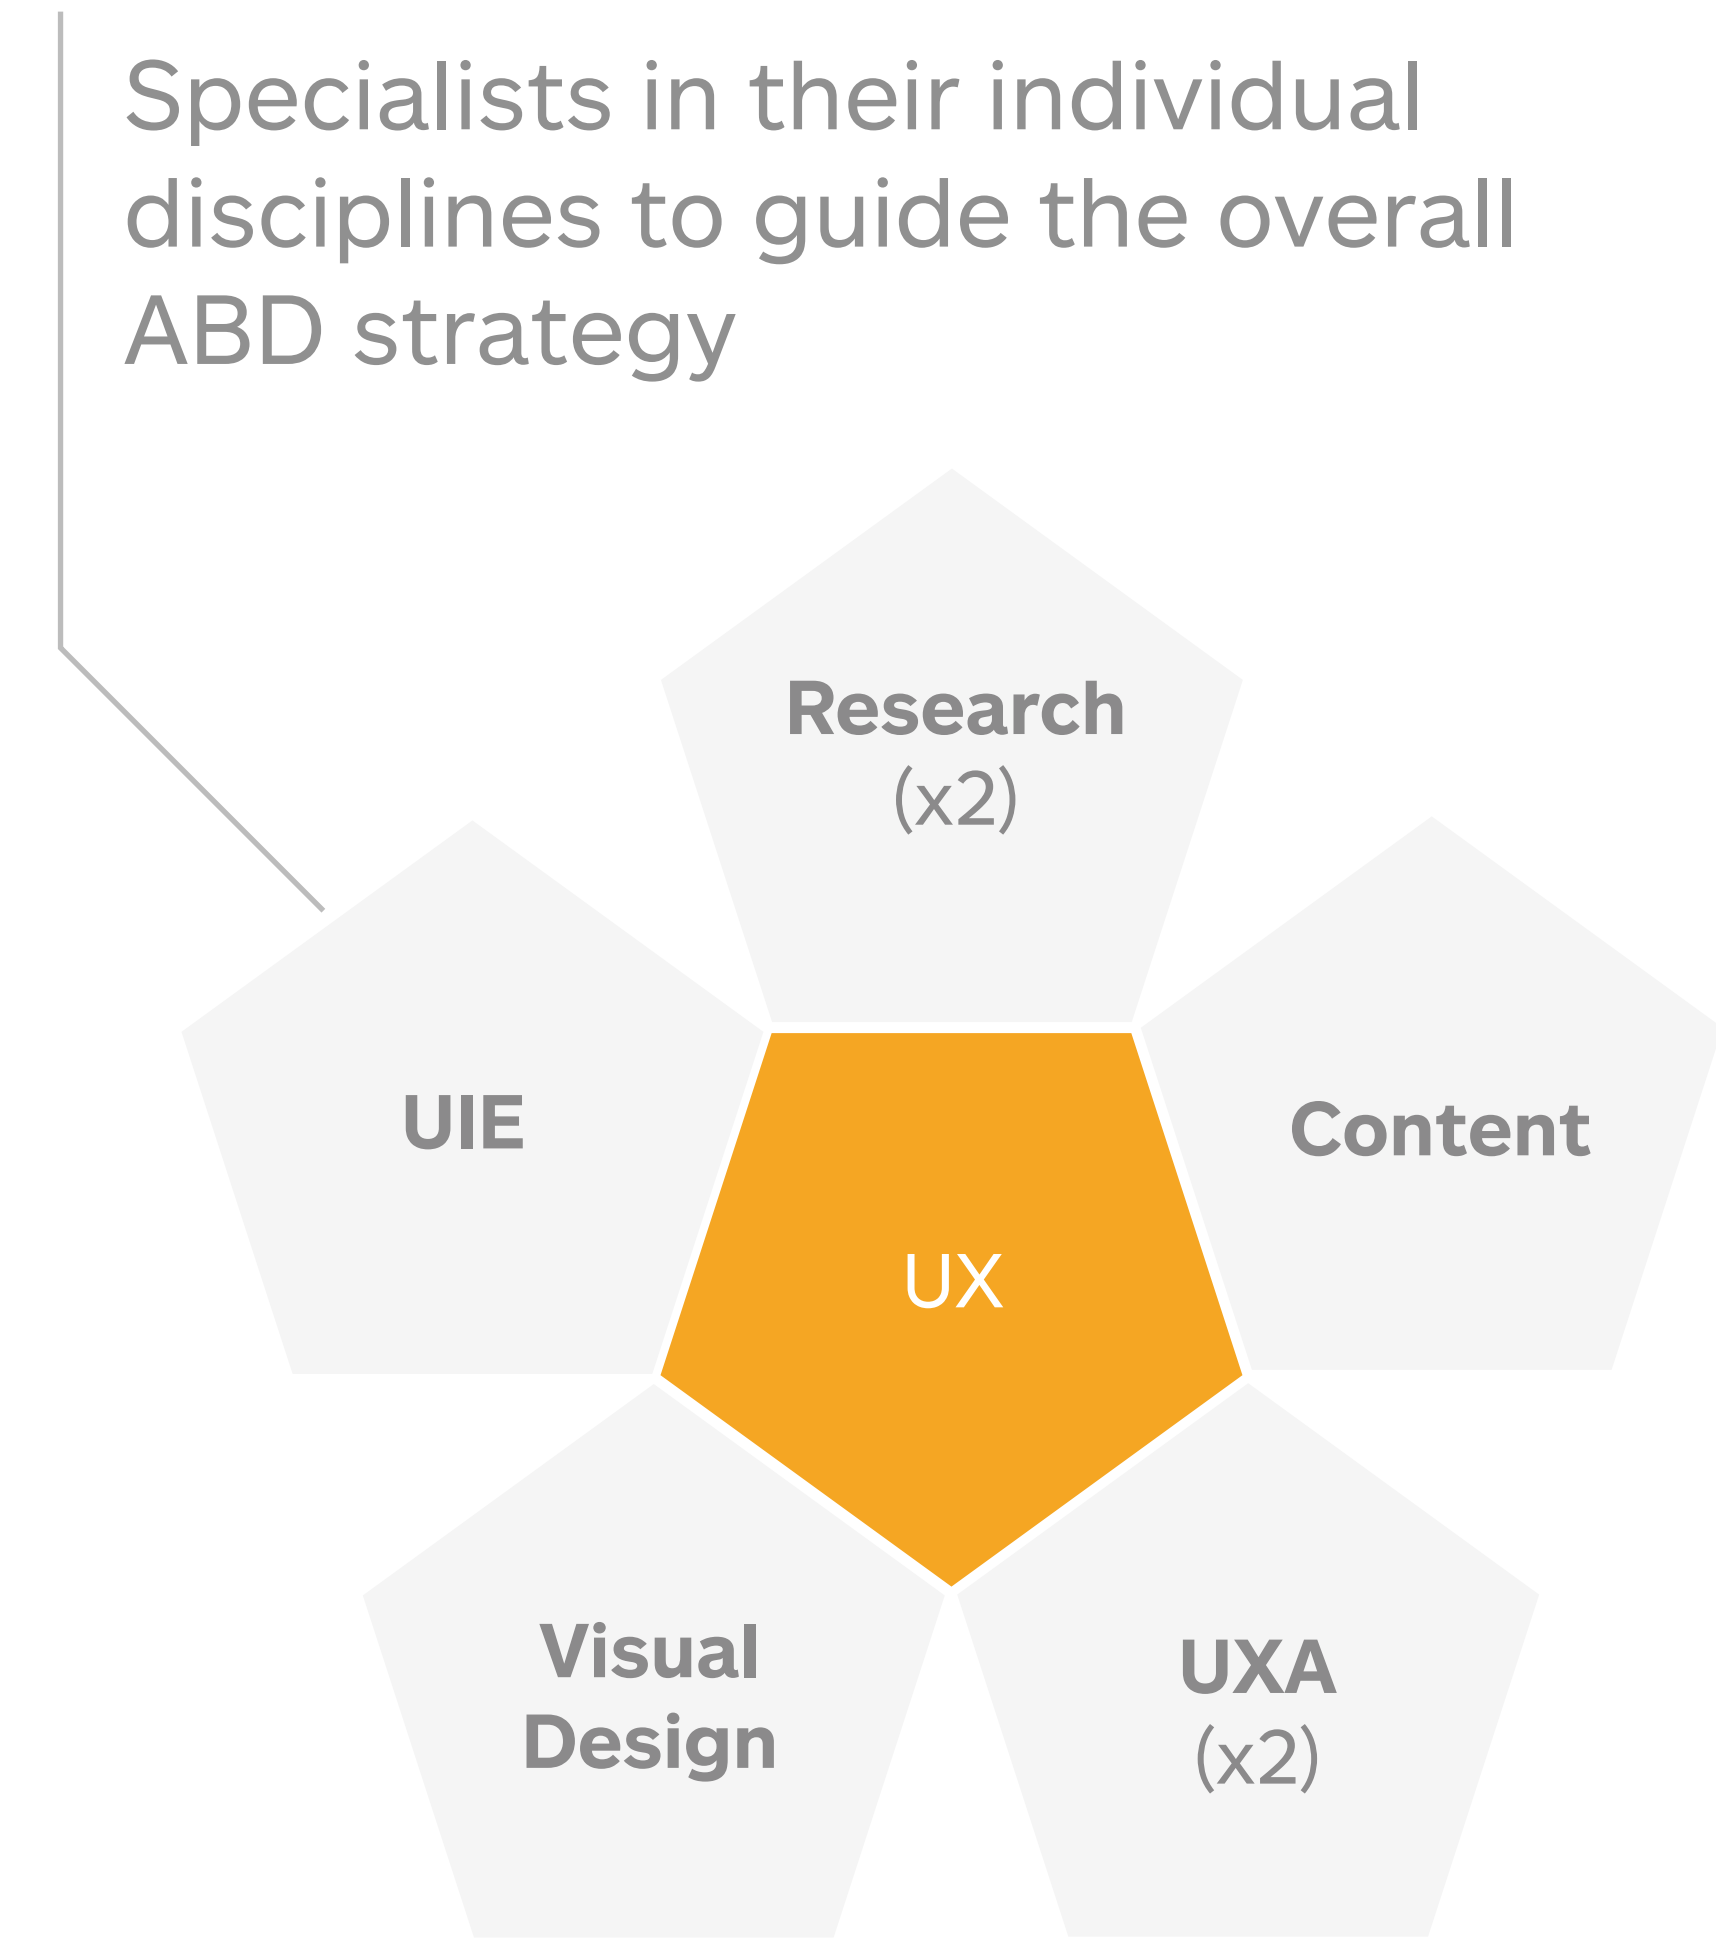 Specialists in their individual
disciplines to guide the overall
ABD strategy
Research
(x2)
UIE
Content
UX
Visual
Design
UXA
(x2)